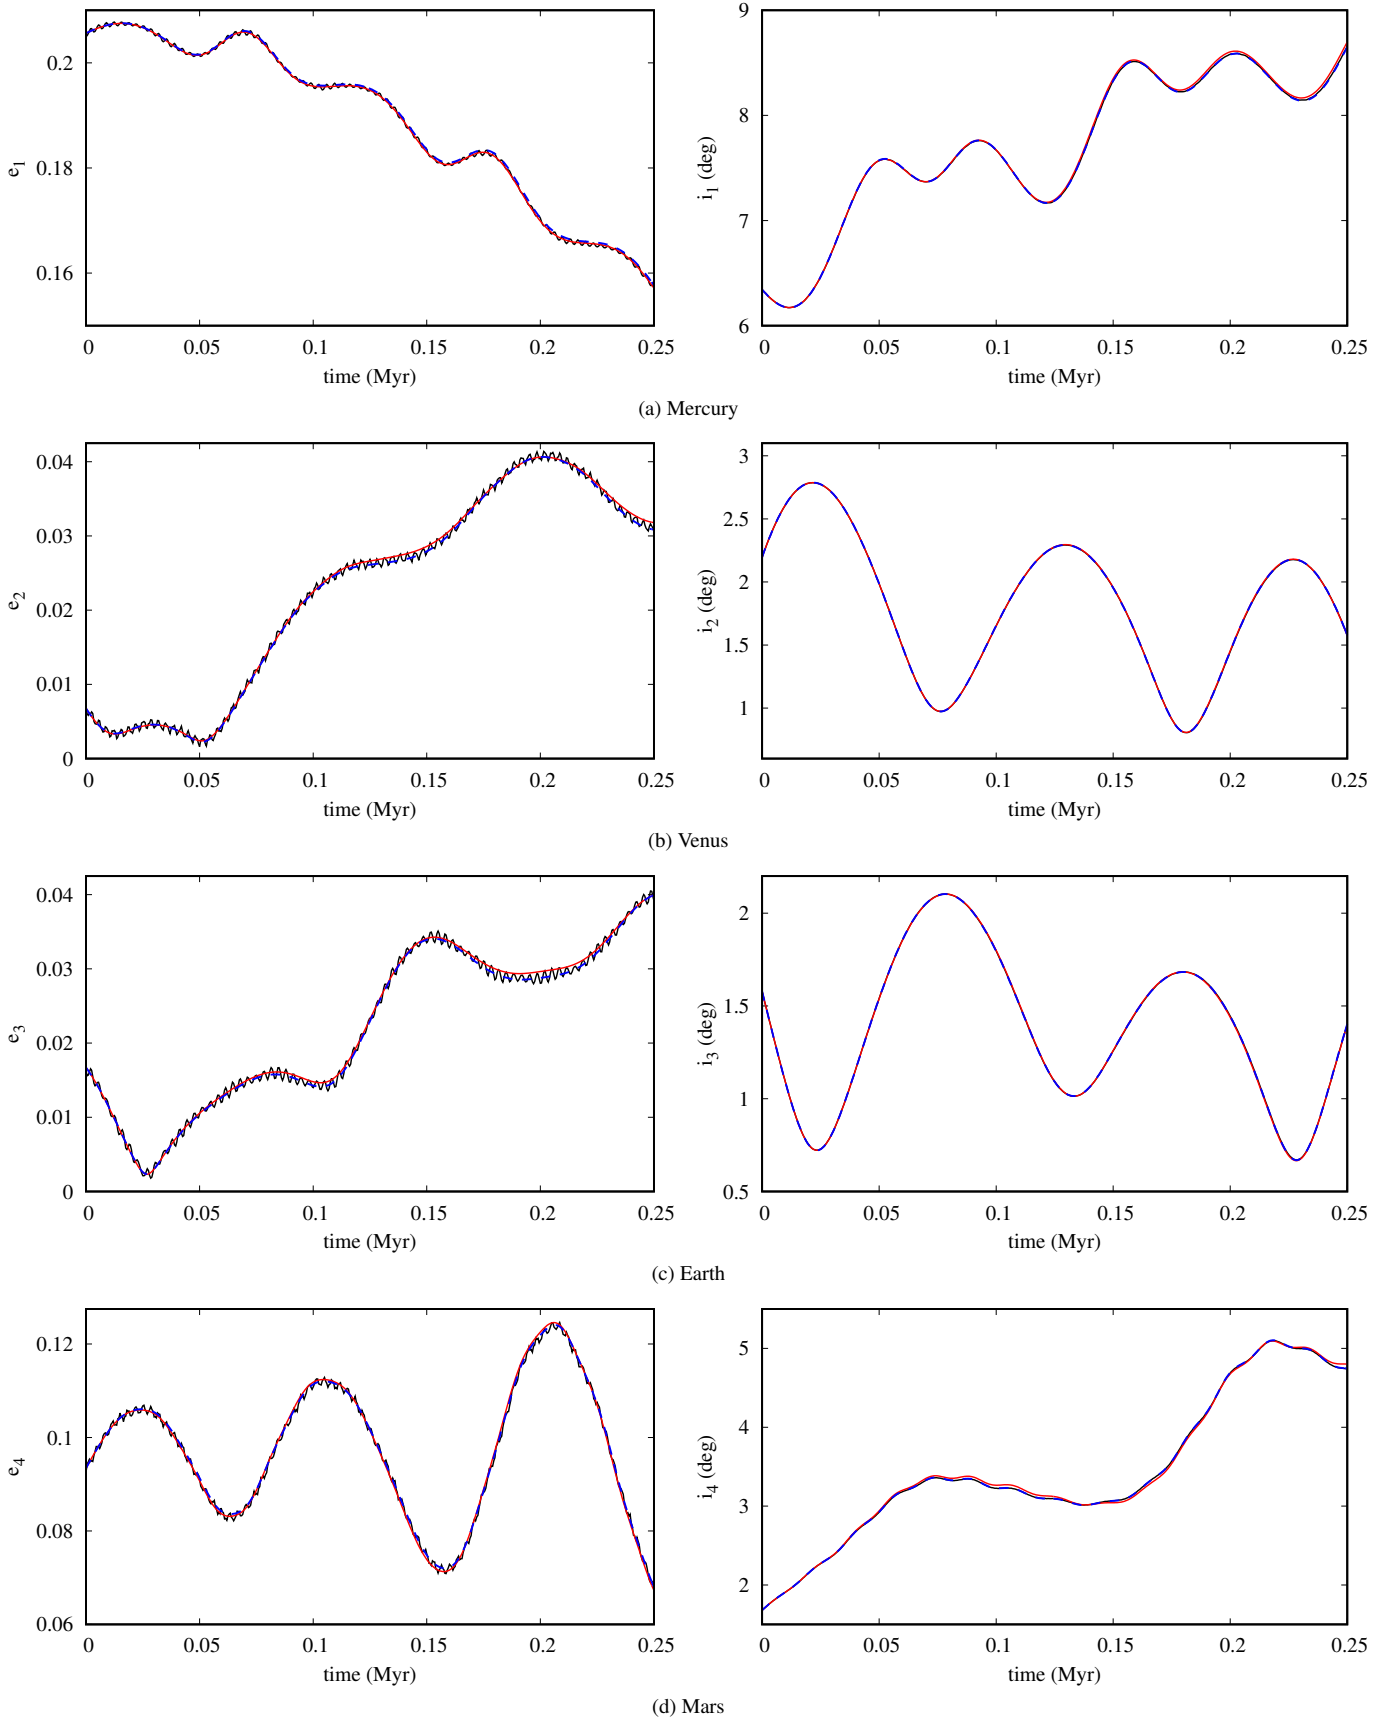 9
0.2
8
e1
0.18
i1 (deg)
7
0.16
6
0 0.05 0.1 0.15 0.2 0.25
0 0.05 0.1 0.15 0.2 0.25
time (Myr)
time (Myr)
(a) Mercury
0.04
3
0.03
2.5
e2
0.02
2
i2 (deg)
1.5
0.01
1
0
0 0.05 0.1 0.15 0.2 0.25
0 0.05 0.1 0.15 0.2 0.25
time (Myr)
time (Myr)
(b) Venus
0.04
2
0.03
e3
0.02
1.5
i3 (deg)
0.01
1
0
0.5
0 0.05 0.1 0.15 0.2 0.25
0 0.05 0.1 0.15 0.2 0.25
time (Myr)
time (Myr)
(c) Earth
0.12
5
0.1
4
e4
i4 (deg)
3
0.08
2
0.06
0 0.05 0.1 0.15 0.2 0.25
0 0.05 0.1 0.15 0.2 0.25
time (Myr)
time (Myr)
(d) Mars